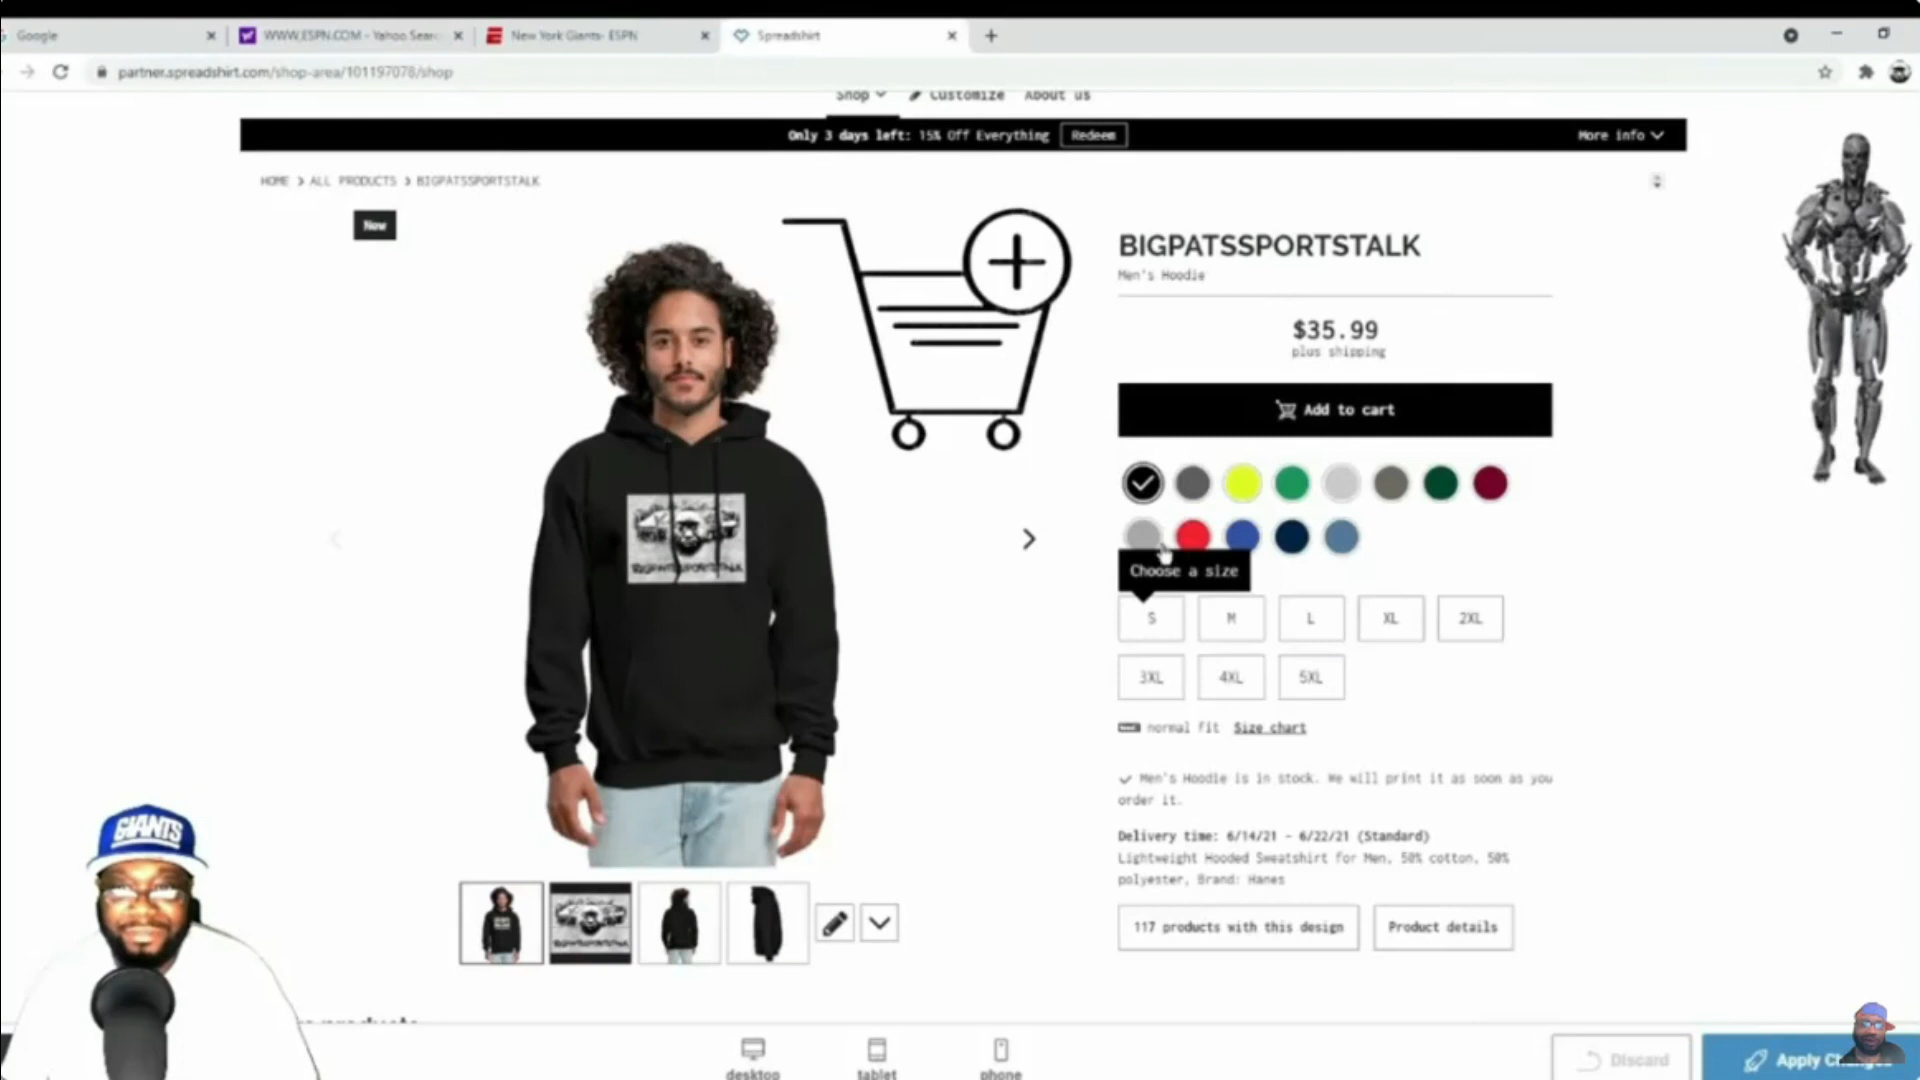 Google
WWW.ESPN.COM - Yahoo Sear
New York Giants- ESPN
Spreadshirt
partner.spreadshirt.com/shop-area/101197078/shop
Shop
Customize
About us
Only 3 days left: 15% Off Everything
Redeem
More info
HOME > ALL PRODUCTS > BIGPATSSPORTSTALK
New
BIGPATSSPORTSTALK
Men's Hoodie
$35.99
plus shipping
Add to cart
Choose a size
S M L XL 2XL
3XL 4XL 5XL
normal fit Size chart
Men's Hoodie is in stock. We will print it as soon as you
order it.
Delivery time: 6/14/21 - 6/22/21 (Standard)
Lightweight Hooded Sweatshirt for Men, 50% cotton, 50%
polyester, Brand: Hanes
117 products with this design
Product details
BIGPATSSPORTSTALK
BIGPATSSPORTSTALK
GIANTS
desktop
tablet
phone
Discard
Apply